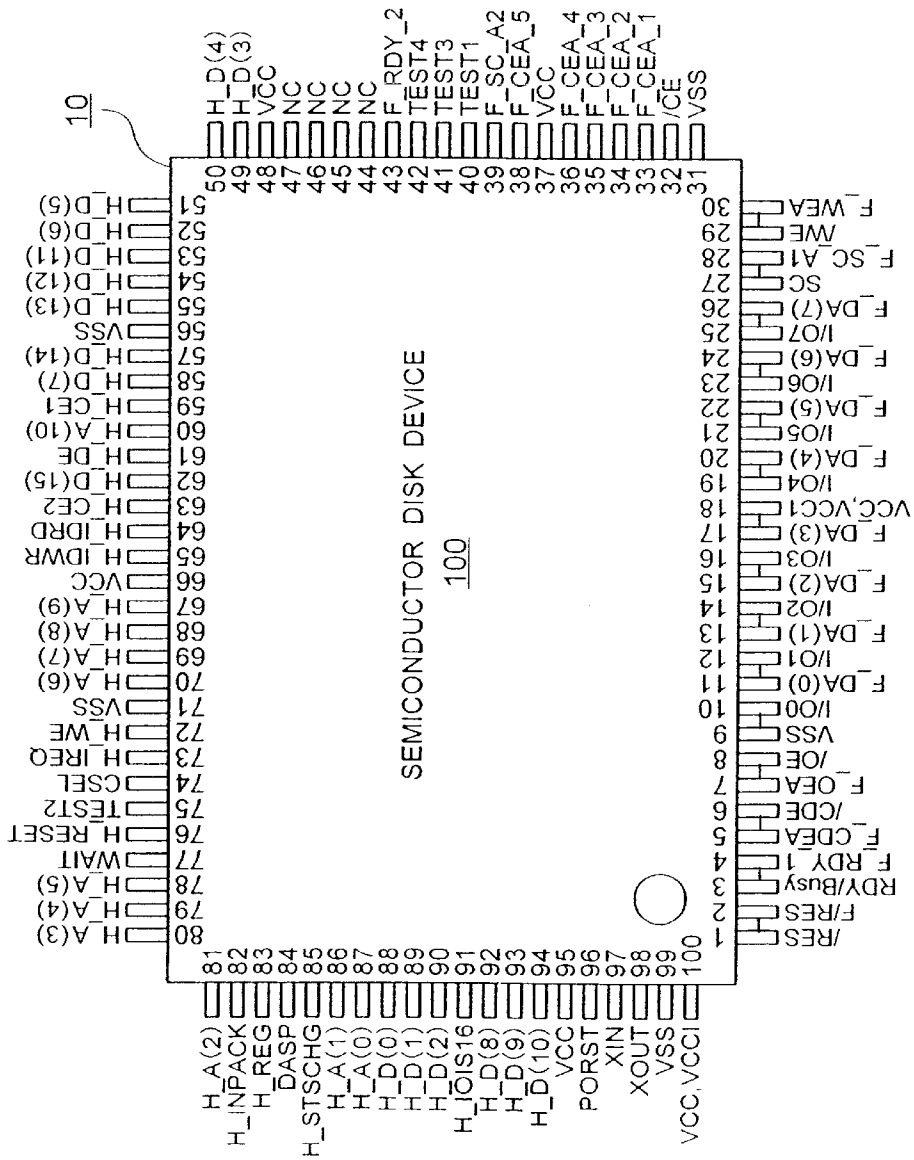 10
50 H_D(4)
49 H_D(3)
48 VCC
47 NC
46 NC
45 NC
44 NC
43 F_RDY_2
42 TEST4
41 TEST3
40 TEST1
39 F_SC_A2
38 F_CEA_5
37 VCC
36 F_CEA_4
35 F_CEA_3
34 F_CEA_2
33 F_CEA_1
32 /CE
31 VSS
H_D(5) 51
H_D(6) 52
H_D(11) 53
H_D(12) 54
H_D(13) 55
VSS 56
H_D(14) 57
H_D(7) 58
H_CE1 59
H_A(10) 60
H_DE 61
H_D(15) 62
H_CE2 63
H_IDRD 64
H_IDWR 65
VCC 66
H_A(9) 67
H_A(8) 68
H_A(7) 69
H_A(6) 70
VSS 71
H_WE 72
H_IREQ 73
CSEL 74
TEST2 75
H_RESET 76
WAIT 77
H_A(5) 78
H_A(4) 79
H_A(3) 80
SEMICONDUCTOR DISK DEVICE
100
30 F_WEA
29 /WE
28 F_SC_A1
27 SC
26 F_DA(7)
25 I/O7
24 F_DA(6)
23 I/O6
22 F_DA(5)
21 I/O5
20 F_DA(4)
19 I/O4
18 VCC,VCC1
17 F_DA(3)
16 I/O3
15 F_DA(2)
14 I/O2
13 F_DA(1)
12 I/O1
11 F_DA(0)
10 I/O0
9 VSS
8 /OE
7 F_OEA
6 /CDE
5 F_CDEA
4 F_RDY_1
3 RDY/Busy
2 F/RES
1 /RES
H_A(2) 81
H_INPACK 82
H_REG 83
DASP 84
H_STSCHG 85
H_A(1) 86
H_A(0) 87
H_D(0) 88
H_D(1) 89
H_D(2) 90
H_IOIS16 91
H_D(8) 92
H_D(9) 93
H_D(10) 94
VCC 95
PORST 96
XIN 97
XOUT 98
VSS 99
VCC,VCCI 100